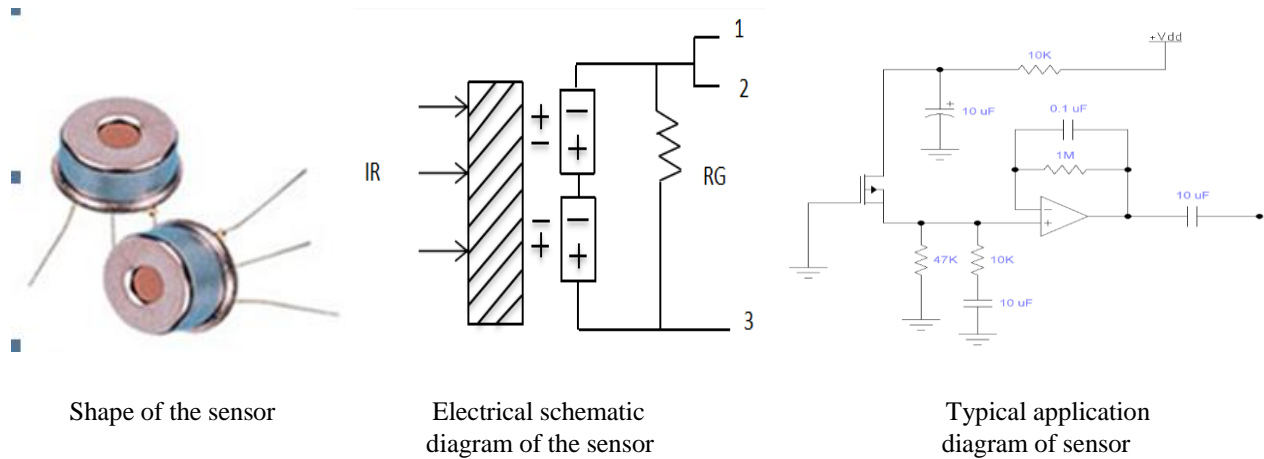 IR
+
−
−
+
−
+
−
+
RG
1
2
3
+Vdd
10K
+
10 uF
0.1 uF
1M
−
+
10 uF
47K
10K
10 uF
Shape of the sensor
Electrical schematic
diagram of the sensor
Typical application
diagram of sensor